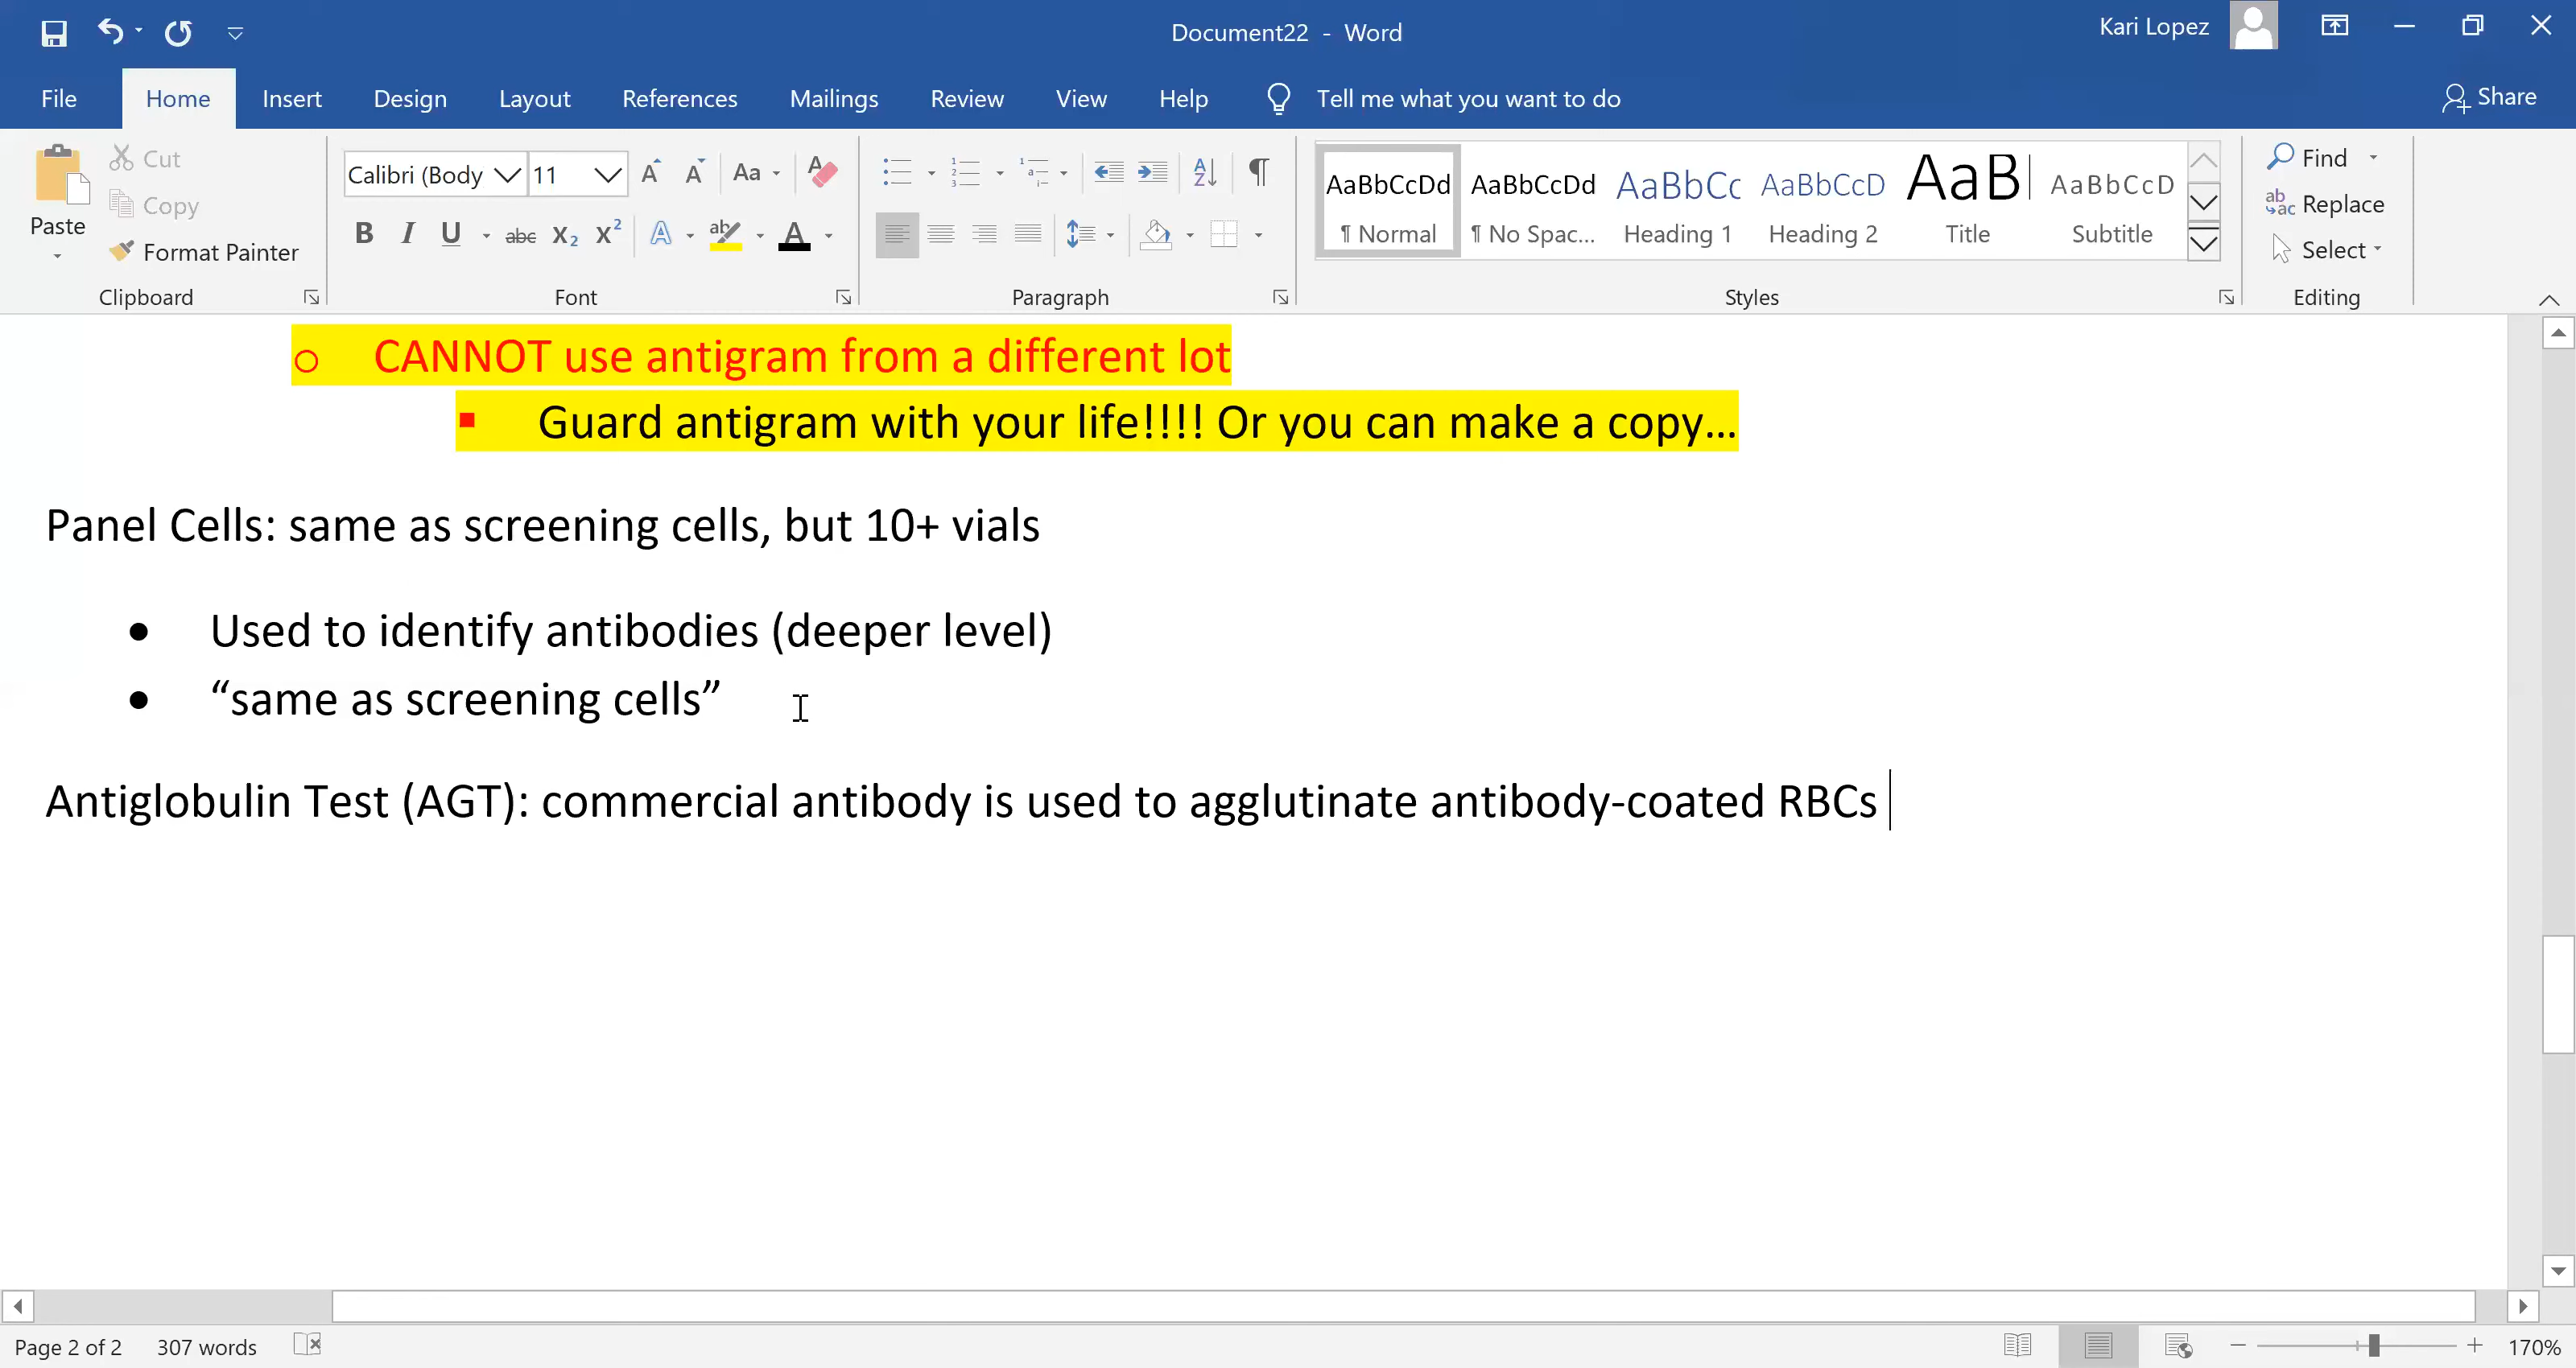 Document22 - Word
Kari Lopez
File Home Insert Design Layout References Mailings Review View Help Tell me what you want to do Share
Paste
Cut
Copy
Format Painter
Clipboard
Calibri (Body 11 A A Aa A
B I U abc X2 X2 A ab A
Font
Paragraph
AaBbCcDd AaBbCcDd AaBbCc AaBbCcD AaB AaBbCcD
¶ Normal ¶ No Spac... Heading 1 Heading 2 Title Subtitle
Styles
Find
Replace
Select
Editing
o CANNOT use antigram from a different lot
▪ Guard antigram with your life!!!! Or you can make a copy…
Panel Cells: same as screening cells, but 10+ vials
• Used to identify antibodies (deeper level)
• “same as screening cells”
Antiglobulin Test (AGT): commercial antibody is used to agglutinate antibody-coated RBCs
Page 2 of 2 307 words 170%